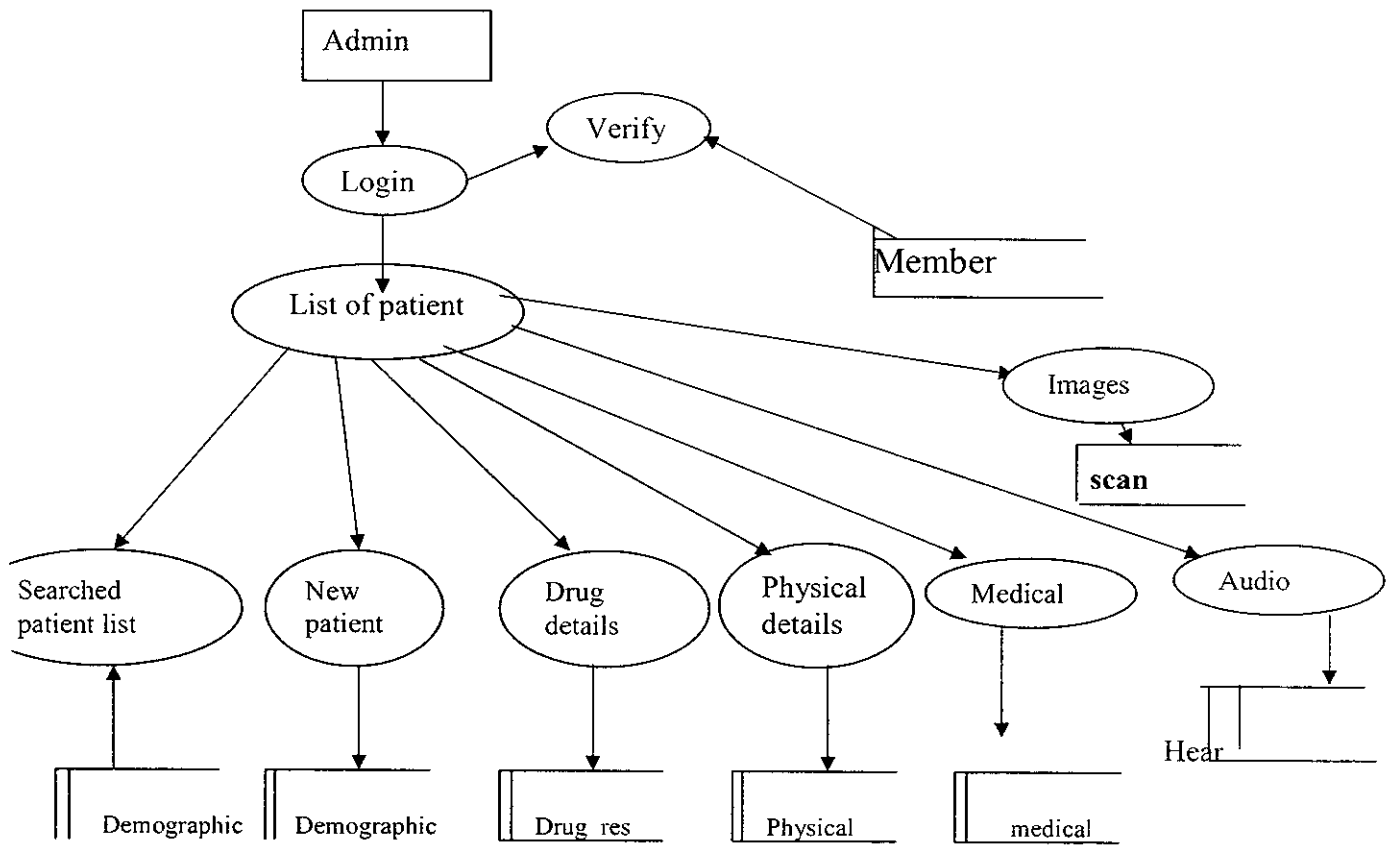 Admin
Verify
Login
Member
List of patient
Images
scan
Searched
patient list
New
patient
Drug
details
Physical
details
Medical
Audio
Hear
Demographic
Demographic
Drug res
Physical
medical